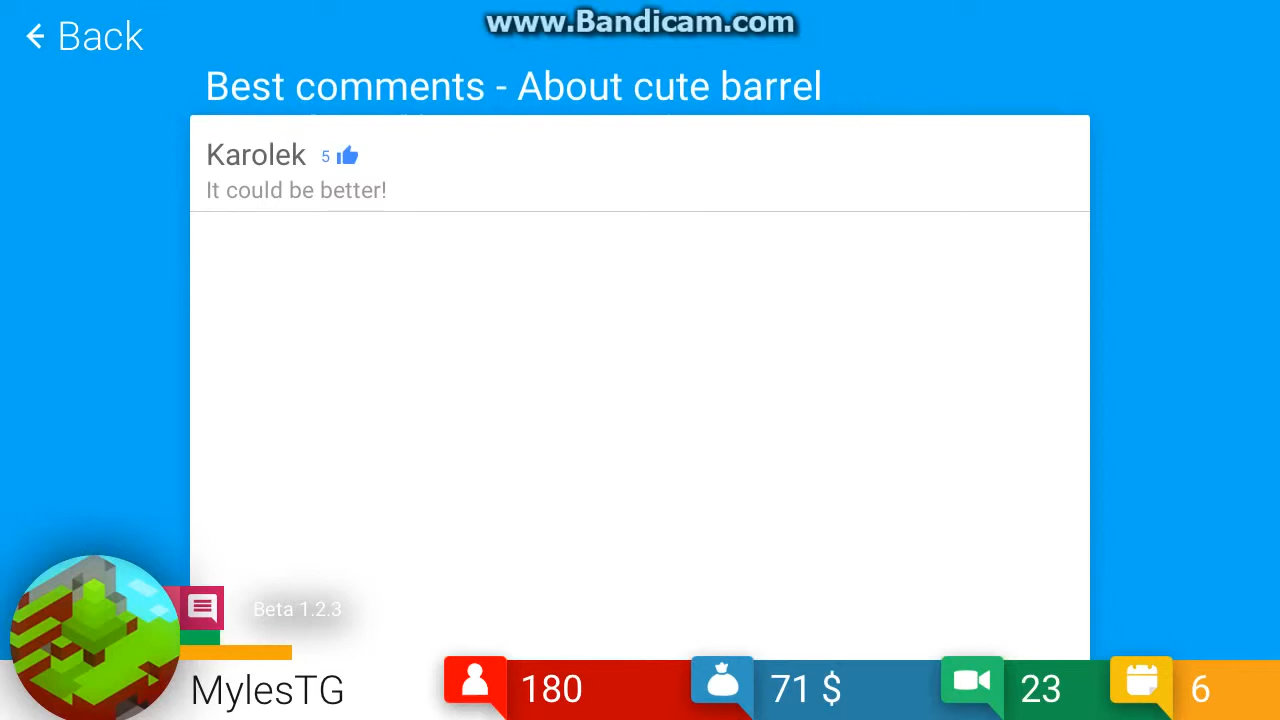 www.Bandicam.com
Back
Best comments - About cute barrel
Karolek 5
It could be better!
Beta 1.2.3
MylesTG
180
71 $
23
6